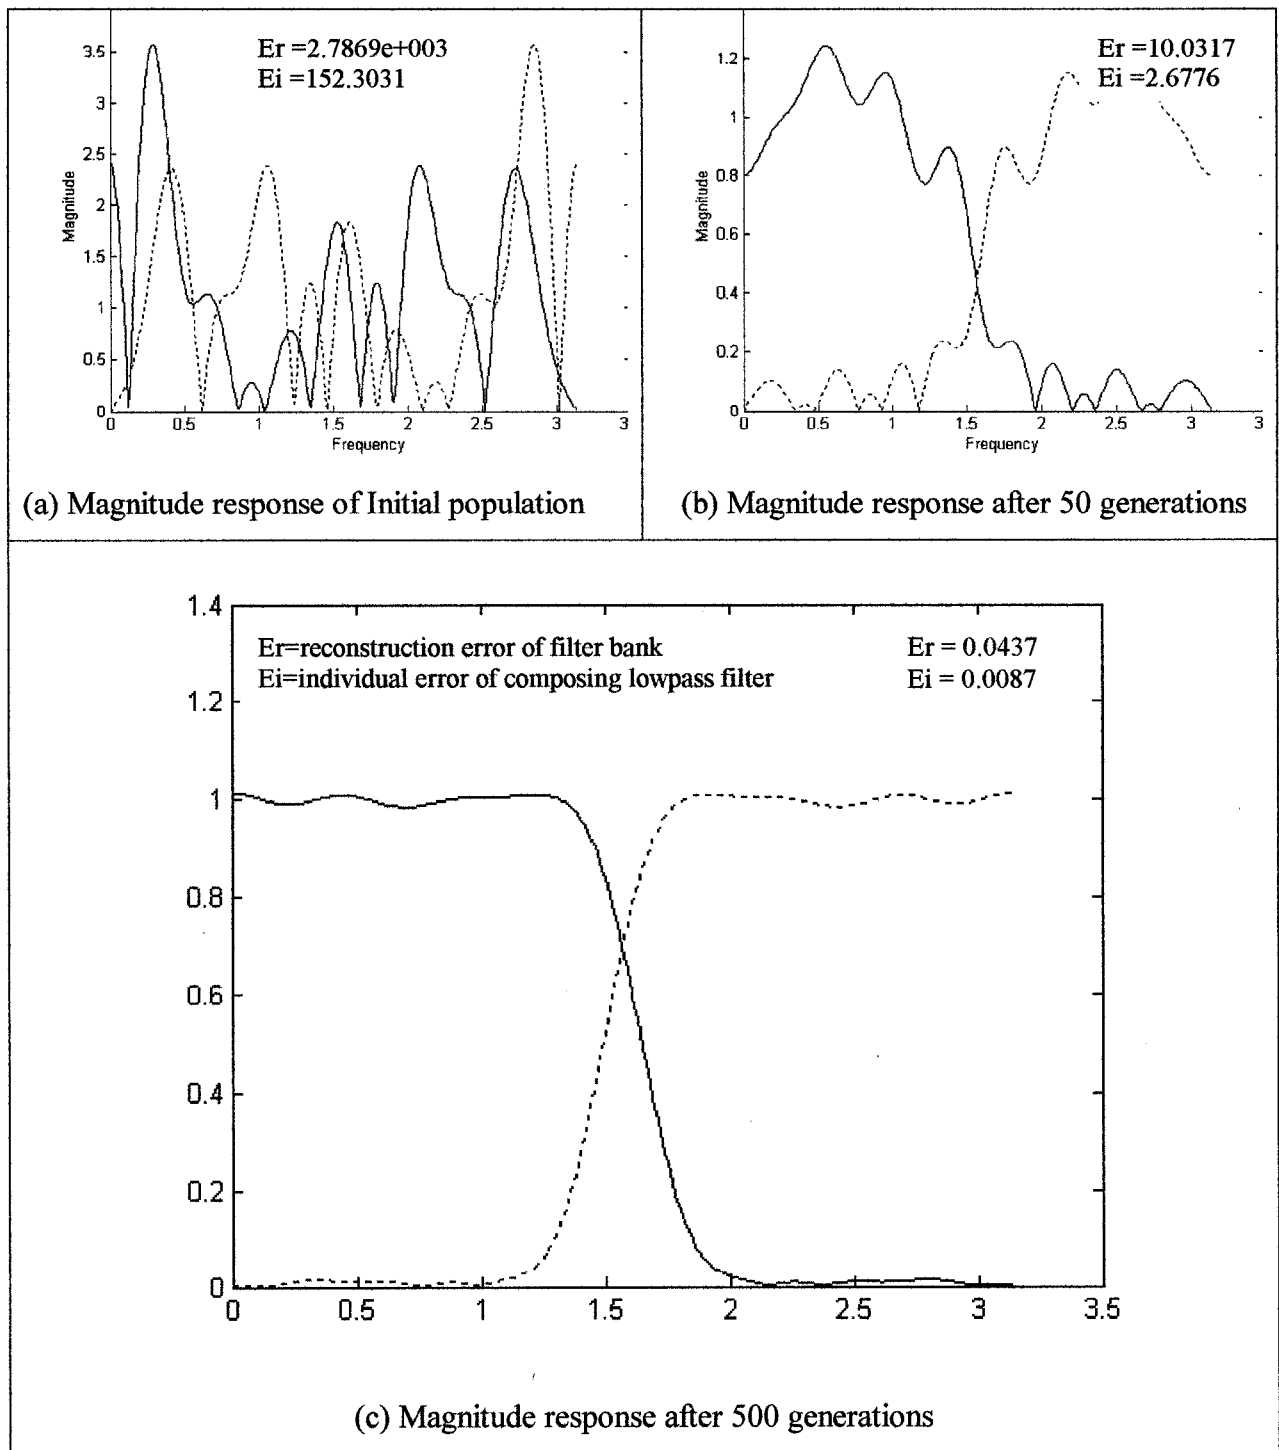 Er =2.7869e+003
Ei =152.3031
3.5
3
2.5
2
1.5
1
0.5
0
Magnitude
0 0.5 1 1.5 2 2.5 3 3
Frequency
(a) Magnitude response of Initial population
Er =10.0317
Ei =2.6776
1.2
1
0.8
0.6
0.4
0.2
0
Magnitude
0 0.5 1 1.5 2 2.5 3 3
Frequency
(b) Magnitude response after 50 generations
Er=reconstruction error of filter bank Er = 0.0437
Ei=individual error of composing lowpass filter Ei = 0.0087
1.4
1.2
1
0.8
0.6
0.4
0.2
0
0 0.5 1 1.5 2 2.5 3 3.5
(c) Magnitude response after 500 generations